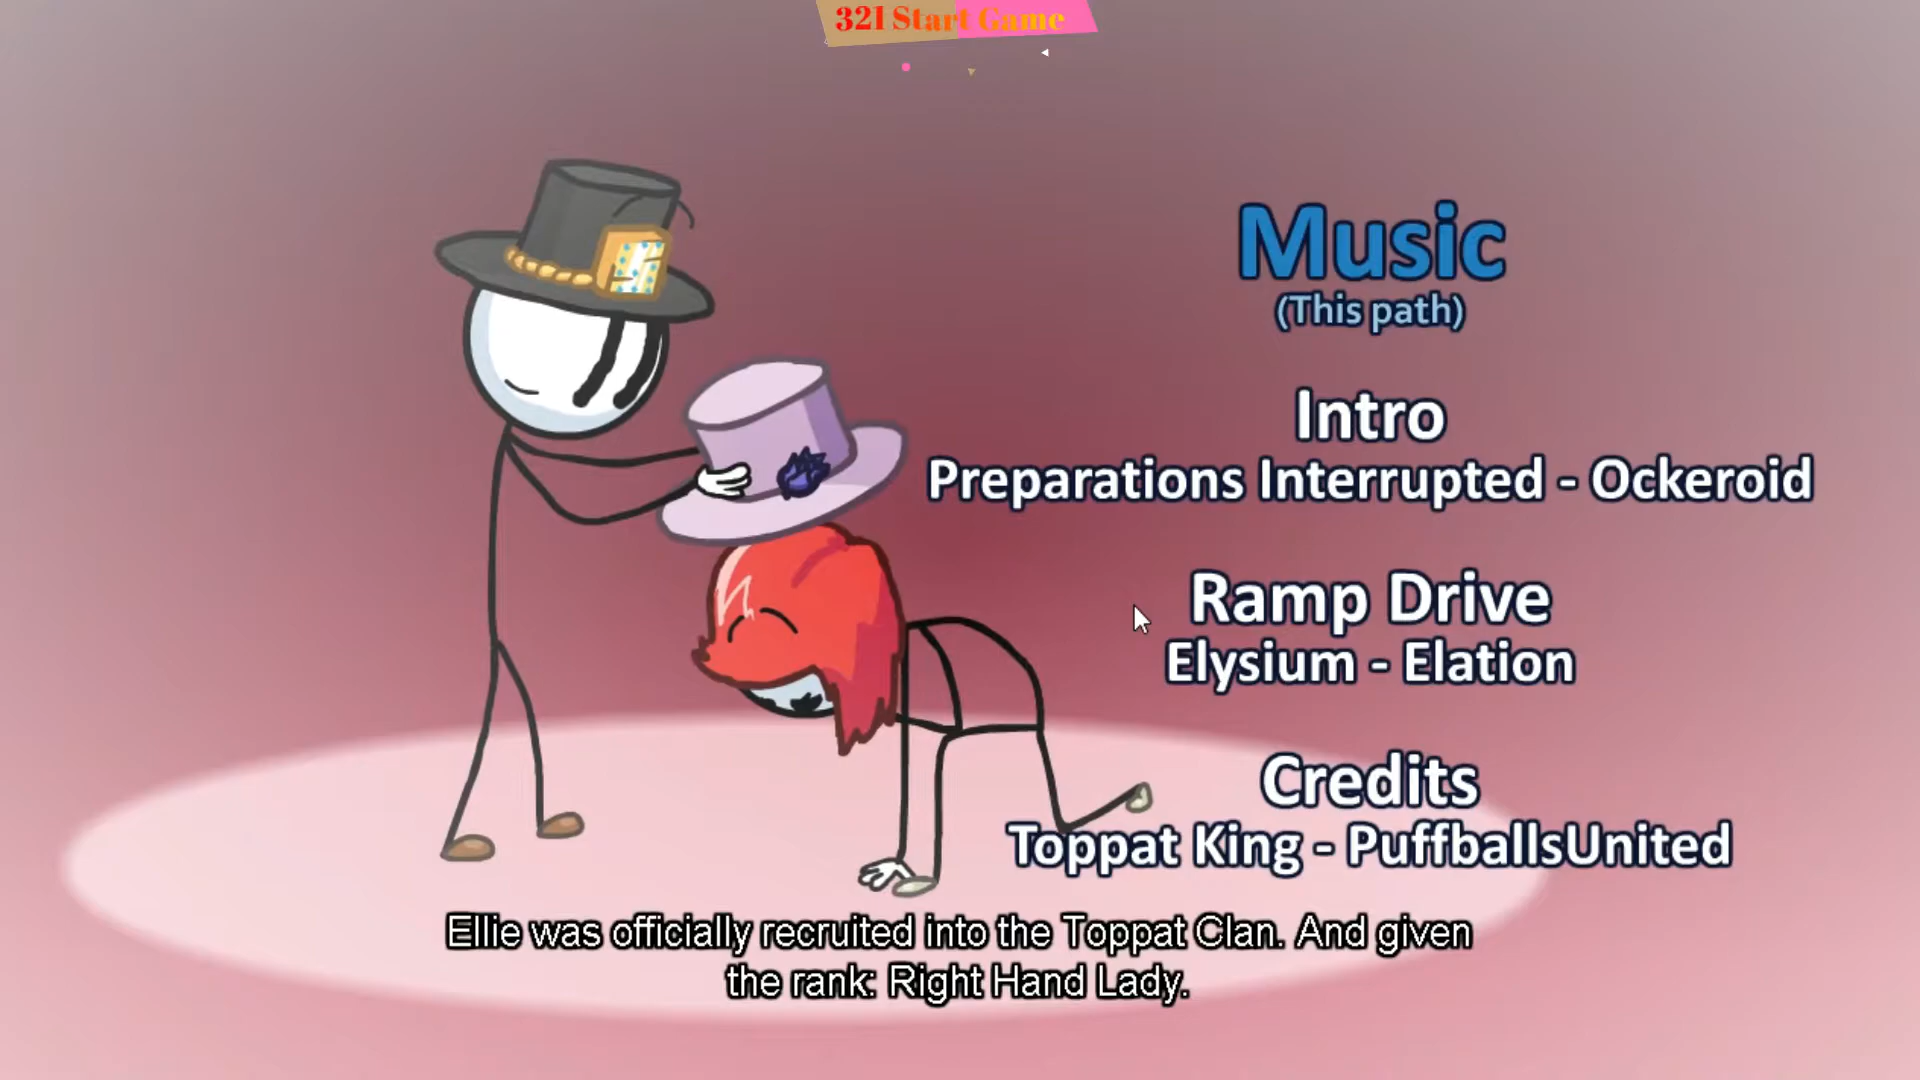 321 Start Game
Music
(This path)
Intro
Preparations Interrupted - Ockeroid
Ramp Drive
Elysium - Elation
Credits
Toppat King - PuffballsUnited
Ellie was officially recruited into the Toppat Clan. And given
the rank: Right Hand Lady.